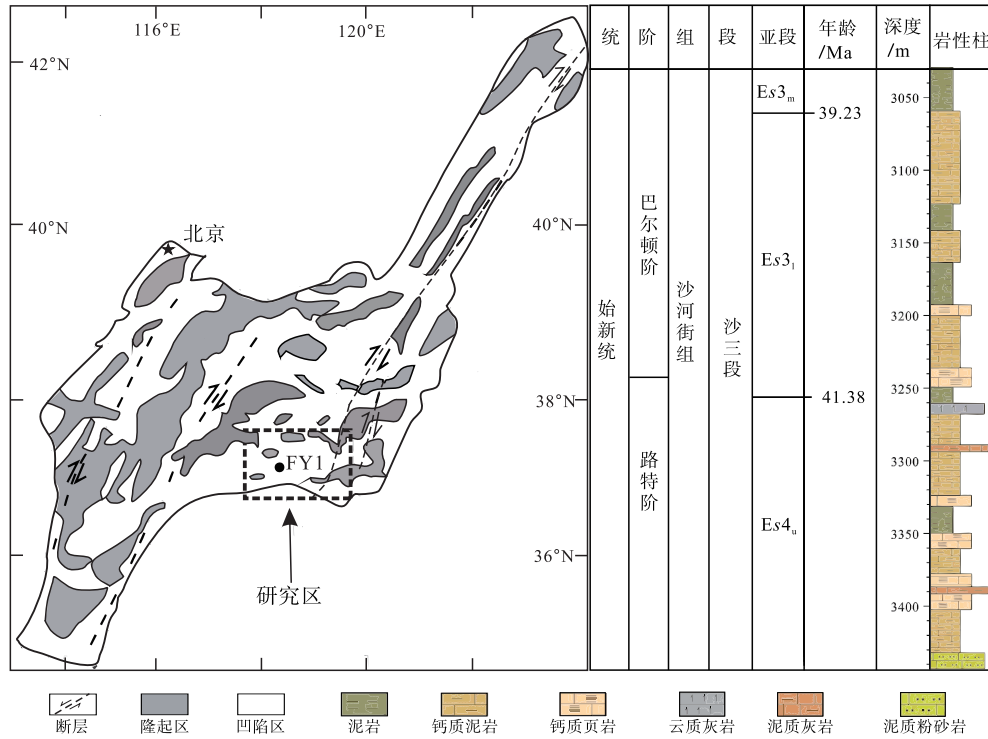 116°E
120°E
42°N
40°N
40°N
38°N
36°N
北京
FY1
研究区
统
阶
组
段
亚段
年龄
/Ma
深度
/m
岩性柱
始新统
巴尔顿阶
路特阶
沙河街组
沙三段
Es3m
Es3l
Es4u
39.23
41.38
3050
3100
3150
3200
3250
3300
3350
3400
断层
隆起区
凹陷区
泥岩
钙质泥岩
钙质页岩
云质灰岩
泥质灰岩
泥质粉砂岩